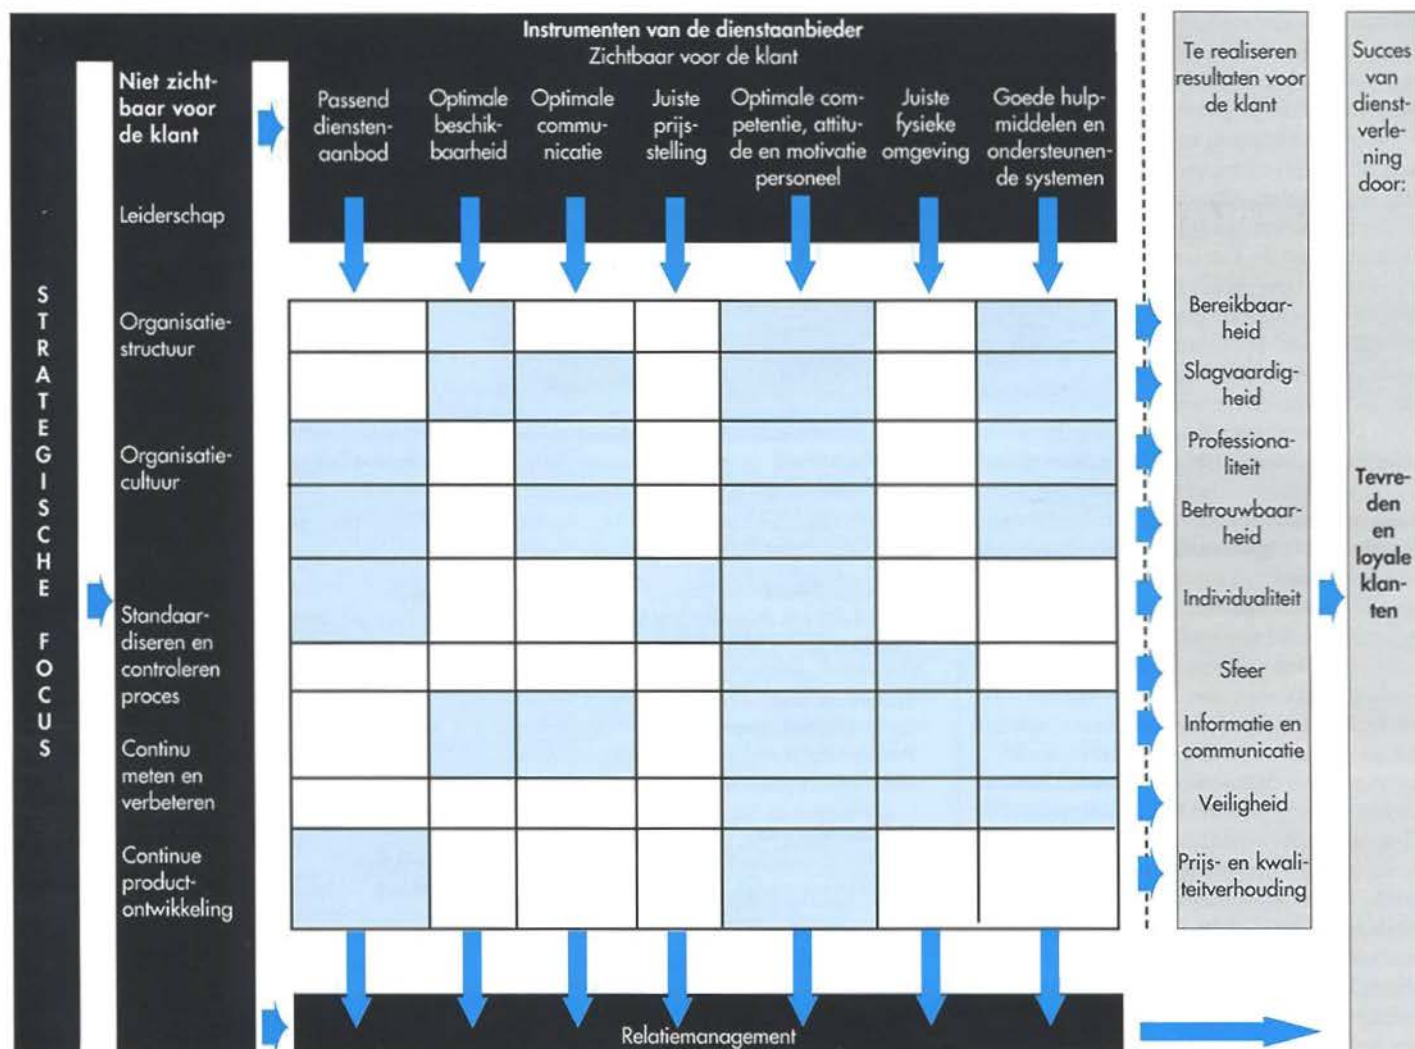 Instrumenten van de dienstaanbieder
Zichtbaar voor de klant
Niet zicht-
baar voor
de klant
Passend
diensten-
aanbod
Optimale
beschik-
baarheid
Optimale
commu-
nicatie
Juiste
prijs-
stelling
Optimale com-
petentie, attitu-
de en motivatie
personeel
Juiste
fysieke
omgeving
Goede hulp-
middelen en
ondersteunen-
de systemen
Te realiseren
resultaten voor
de klant
Succes
van
dienst-
verle-
ning
door:
STRATEGISCHE FOCUS
Leiderschap
Organisatie-
structuur
Organisatie-
cultuur
Standaar-
diseren en
controleren
proces
Continu
meten en
verbeteren
Continue
product-
ontwikkeling
Bereikbaar-
heid
Slagvaardig-
heid
Professiona-
liteit
Betrouwbaar-
heid
Individualiteit
Sfeer
Informatie en
communicatie
Veiligheid
Prijs- en kwali-
teitverhouding
Tevre-
den
en
loyale
klan-
ten
Relatiemanagement